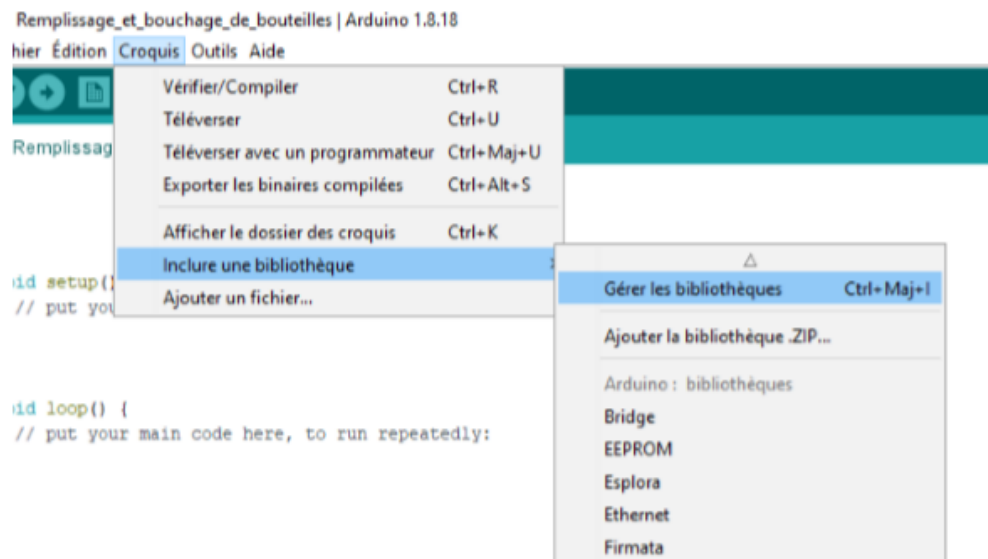 Remplissage_et_bouchage_de_bouteilles | Arduino 1.8.18
hier Édition Croquis Outils Aide
Vérifier/Compiler Ctrl+R
Téléverser Ctrl+U
Remplissag
Téléverser avec un programmateur Ctrl+Maj+U
Exporter les binaires compilées Ctrl+Alt+S
Afficher le dossier des croquis Ctrl+K
Inclure une bibliothèque
Ajouter un fichier...
Gérer les bibliothèques Ctrl+Maj+I
Ajouter la bibliothèque .ZIP...
Arduino : bibliothèques
Bridge
EEPROM
Esplora
Ethernet
Firmata
id setup()
// put you
id loop() {
// put your main code here, to run repeatedly: